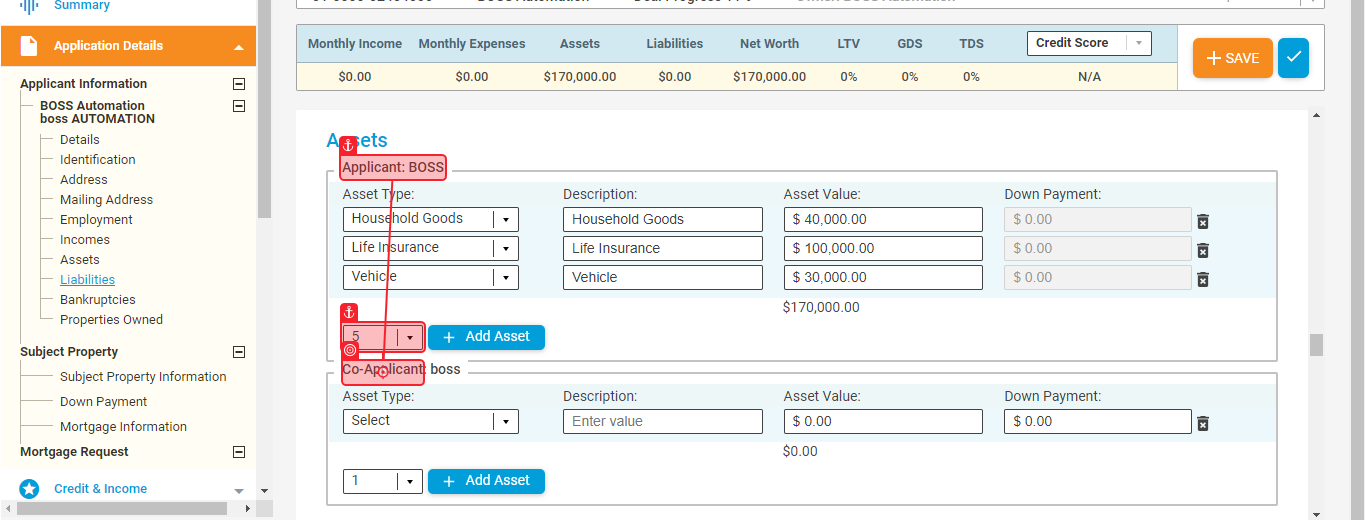 Summary
Application Details
Applicant Information
BOSS Automation
boss AUTOMATION
Details
Identification
Address
Mailing Address
Employment
Incomes
Assets
Liabilities
Bankruptcies
Properties Owned
Subject Property
Subject Property Information
Down Payment
Mortgage Information
Mortgage Request
Credit & Income
Monthly Income Monthly Expenses Assets Liabilities Net Worth LTV GDS TDS Credit Score
$0.00 $0.00 $170,000.00 $0.00 $170,000.00 0% 0% 0% N/A
SAVE
Assets
Applicant: BOSS
Asset Type: Description: Asset Value: Down Payment:
Household Goods Household Goods $ 40,000.00 $ 0.00
Life Insurance Life Insurance $ 100,000.00 $ 0.00
Vehicle Vehicle $ 30,000.00 $ 0.00
$170,000.00
5 + Add Asset
Co-Applicant: boss
Asset Type: Description: Asset Value: Down Payment:
Select Enter value $ 0.00 $ 0.00
$0.00
1 + Add Asset